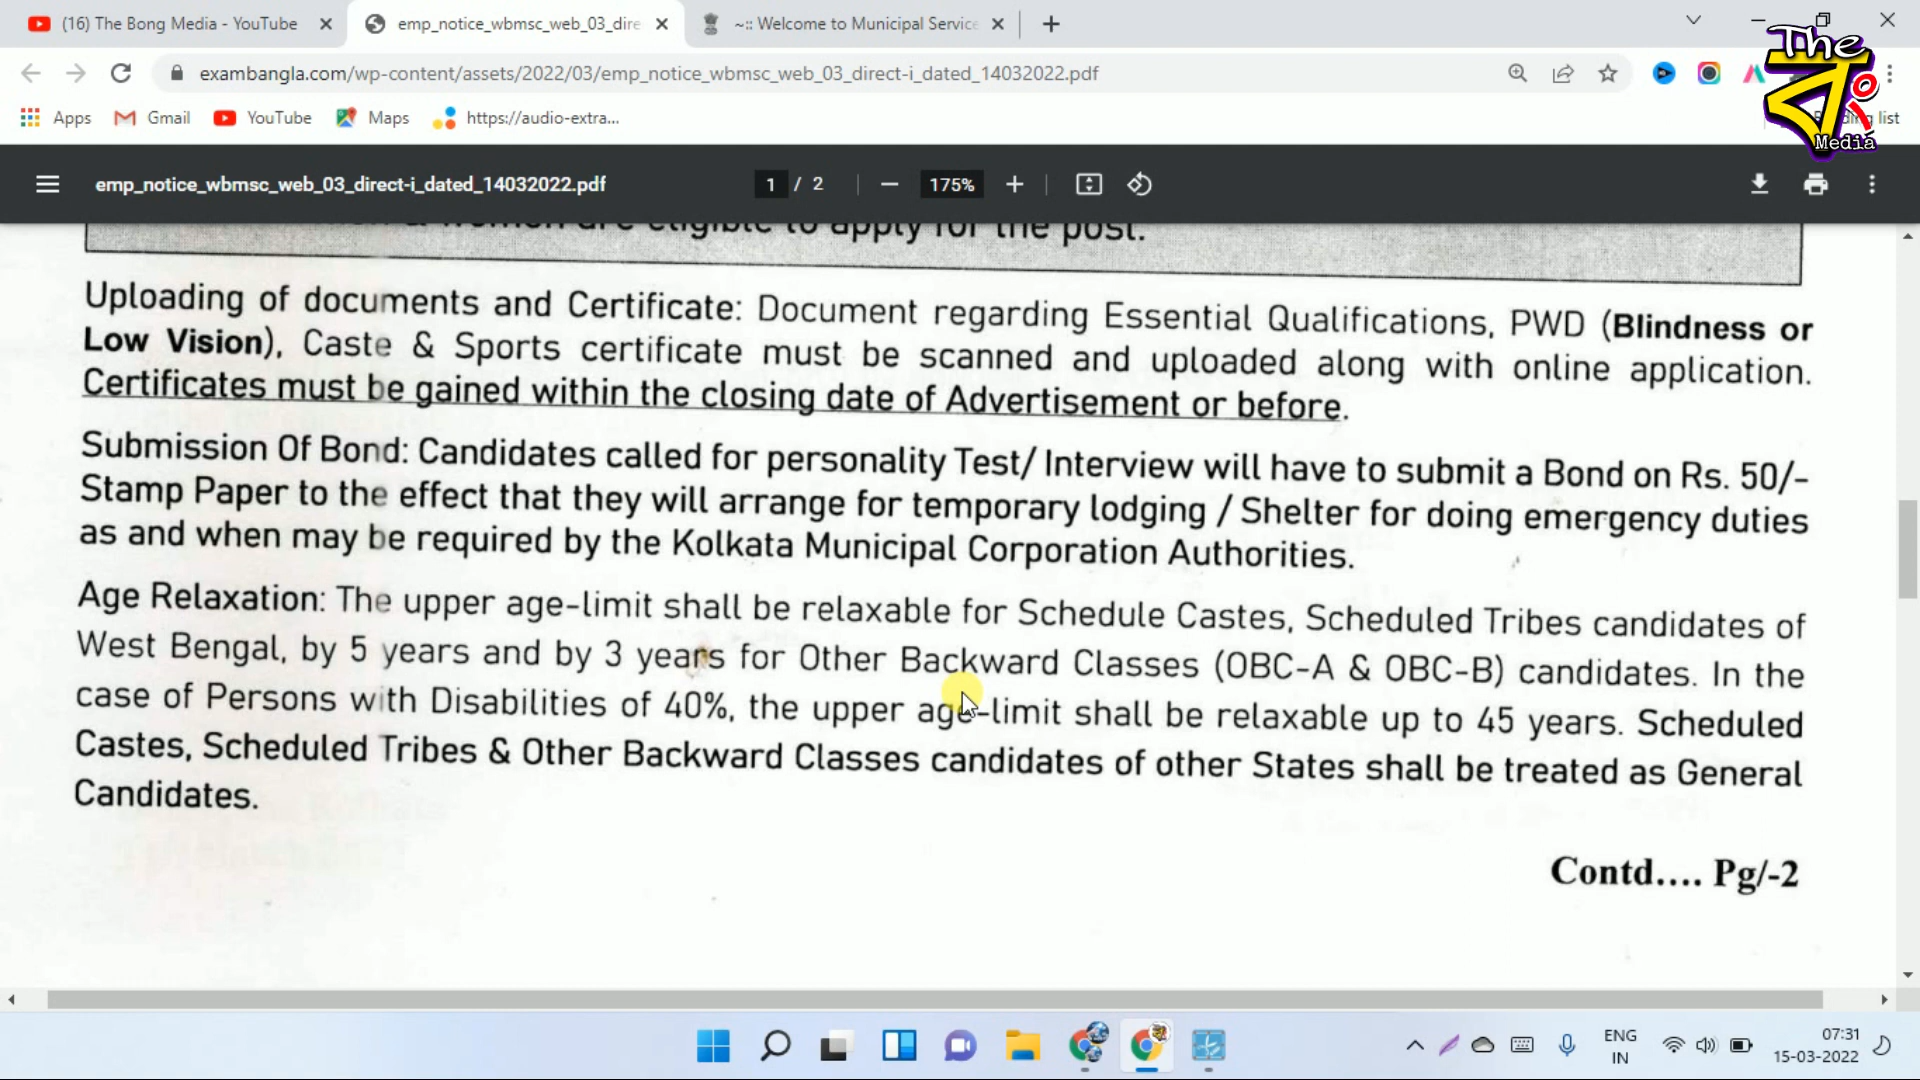 (16) The Bong Media - YouTube
emp_notice_wbmsc_web_03_dire
~:: Welcome to Municipal Service
The
Media
exambangla.com/wp-content/assets/2022/03/emp_notice_wbmsc_web_03_direct-i_dated_14032022.pdf
Apps
Gmail
YouTube
Maps
https://audio-extra...
list
emp_notice_wbmsc_web_03_direct-i_dated_14032022.pdf
1 / 2
175%
women are eligible to apply for the post.
Uploading of documents and Certificate: Document regarding Essential Qualifications, PWD (Blindness or
Low Vision), Caste & Sports certificate must be scanned and uploaded along with online application.
Certificates must be gained within the closing date of Advertisement or before.
Submission Of Bond: Candidates called for personality Test/ Interview will have to submit a Bond on Rs. 50/-
Stamp Paper to the effect that they will arrange for temporary lodging / Shelter for doing emergency duties
as and when may be required by the Kolkata Municipal Corporation Authorities.
Age Relaxation: The upper age-limit shall be relaxable for Schedule Castes, Scheduled Tribes candidates of
West Bengal, by 5 years and by 3 years for Other Backward Classes (OBC-A & OBC-B) candidates. In the
case of Persons with Disabilities of 40%, the upper age-limit shall be relaxable up to 45 years. Scheduled
Castes, Scheduled Tribes & Other Backward Classes candidates of other States shall be treated as General
Candidates.
Contd.... Pg/-2
ENG
IN
07:31
15-03-2022